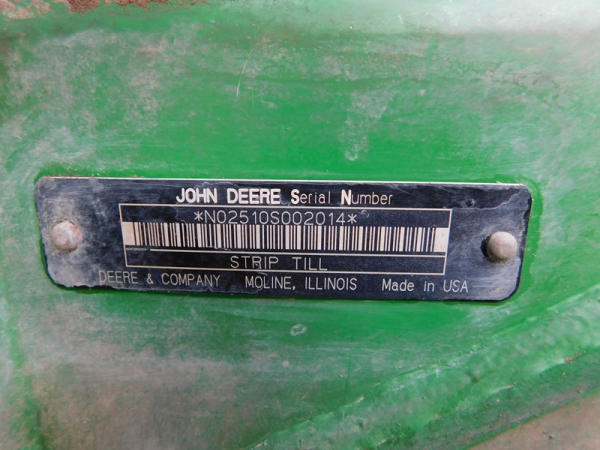 JOHN DEERE Serial Number
*N02510S002014*
STRIP TILL
DEERE & COMPANY MOLINE, ILLINOIS Made in USA